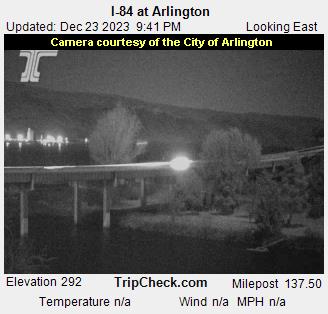 I-84 at Arlington
Updated: Dec 23 2023 9:41 PM Looking East
Camera courtesy of the City of Arlington
Elevation 292 TripCheck.com Milepost 137.50
Temperature n/a Wind n/a MPH n/a